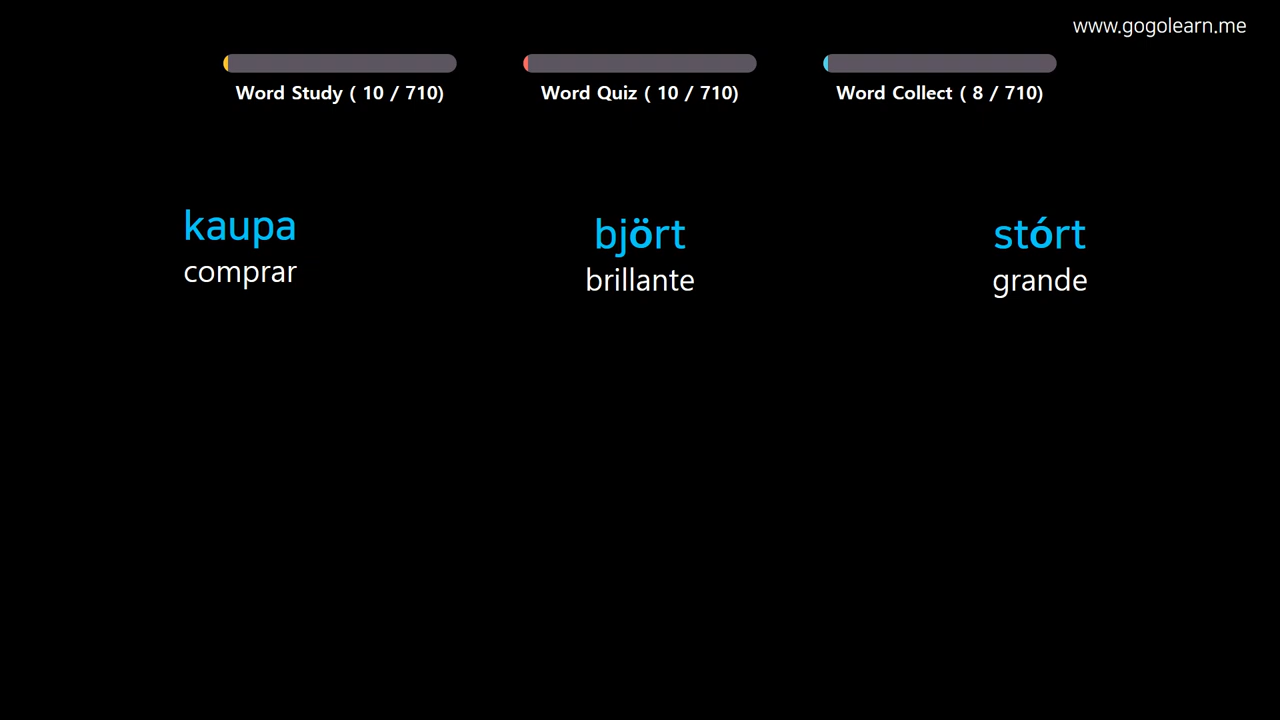 www.gogolearn.me
Word Study ( 10 / 710)
Word Quiz ( 10 / 710)
Word Collect ( 8 / 710)
kaupa
comprar
björt
brillante
stórt
grande